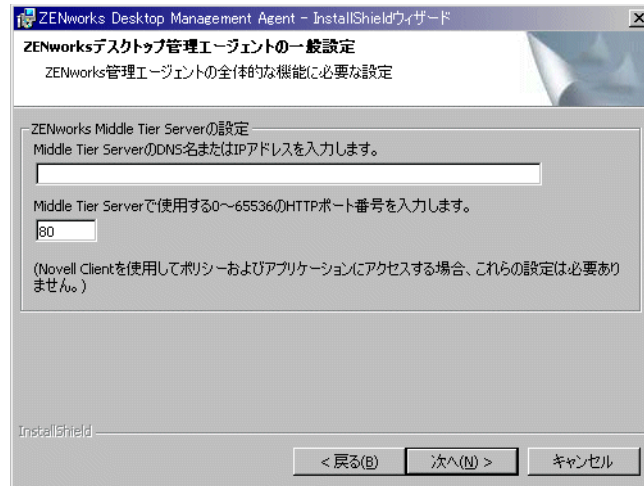 ZENworks Desktop Management Agent - InstallShieldウィザード
ZENworksデスクトップ管理エージェントの一般設定
ZENworks管理エージェントの全体的な機能に必要な設定
ZENworks Middle Tier Serverの設定
Middle Tier ServerのDNS名またはIPアドレスを入力します。
Middle Tier Serverで使用する0～65536のHTTPポート番号を入力します。
80
(Novell Clientを使用してポリシーおよびアプリケーションにアクセスする場合、これらの設定は必要あり
ません。)
InstallShield
< 戻る(B)
次へ(N) >
キャンセル